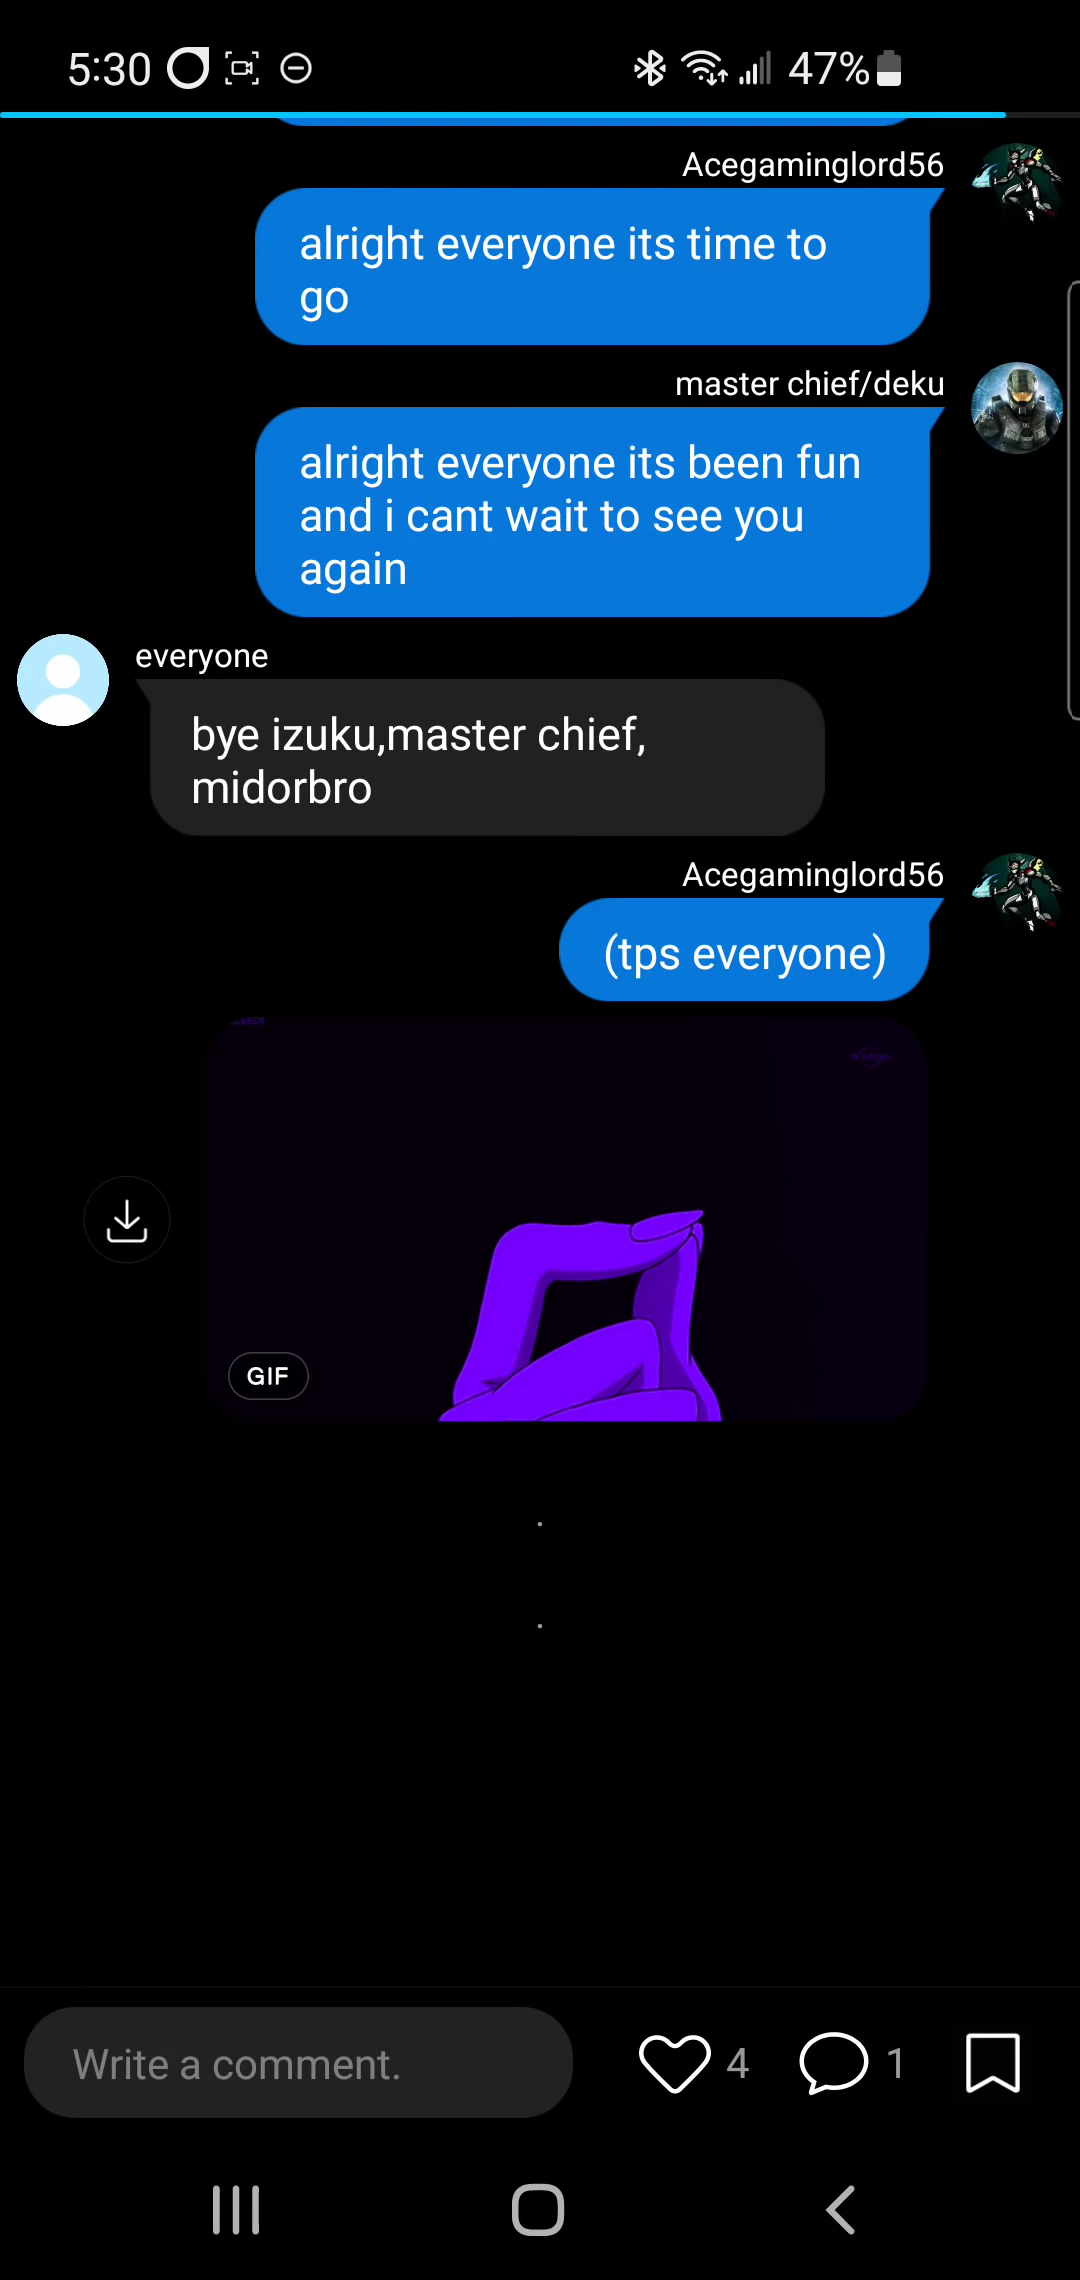 5:30
47%
Acegaminglord56
alright everyone its time to
go
master chief/deku
alright everyone its been fun
and i cant wait to see you
again
everyone
bye izuku,master chief,
midorbro
Acegaminglord56
(tps everyone)
GIF
.
.
Write a comment.
4
1